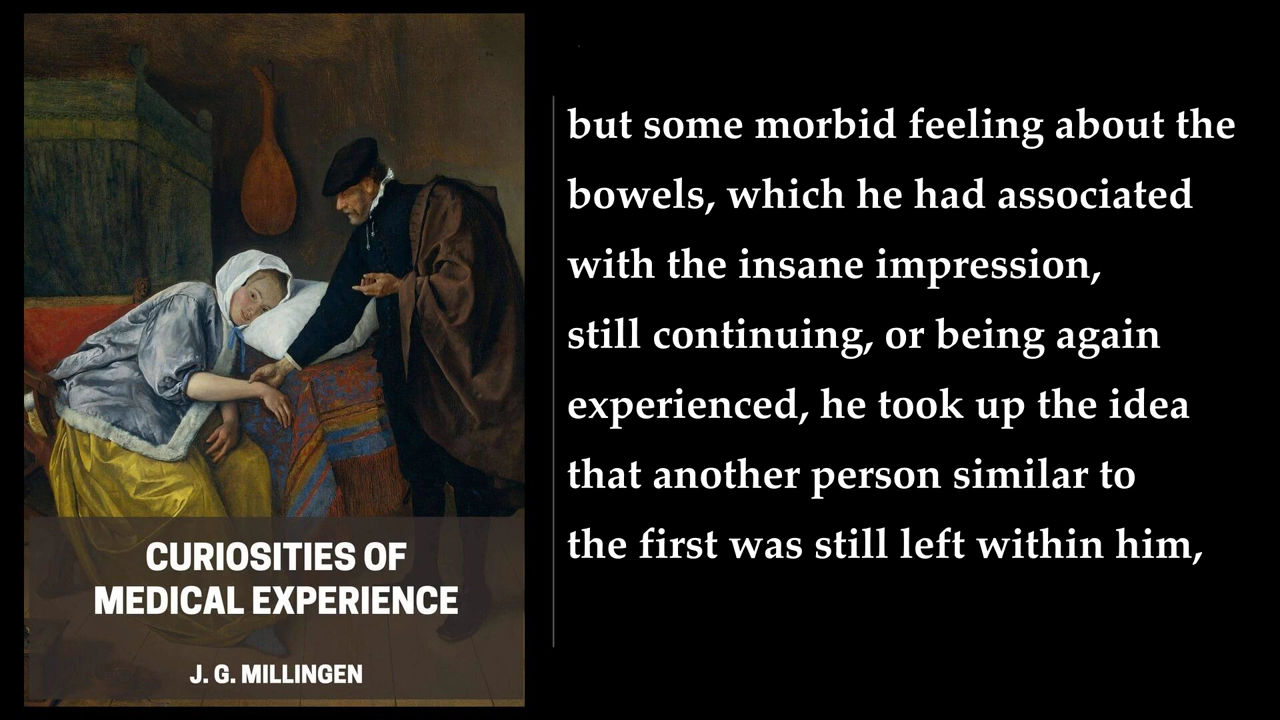 CURIOSITIES OF
MEDICAL EXPERIENCE
J. G. MILLINGEN
but some morbid feeling about the
bowels, which he had associated
with the insane impression,
still continuing, or being again
experienced, he took up the idea
that another person similar to
the first was still left within him,